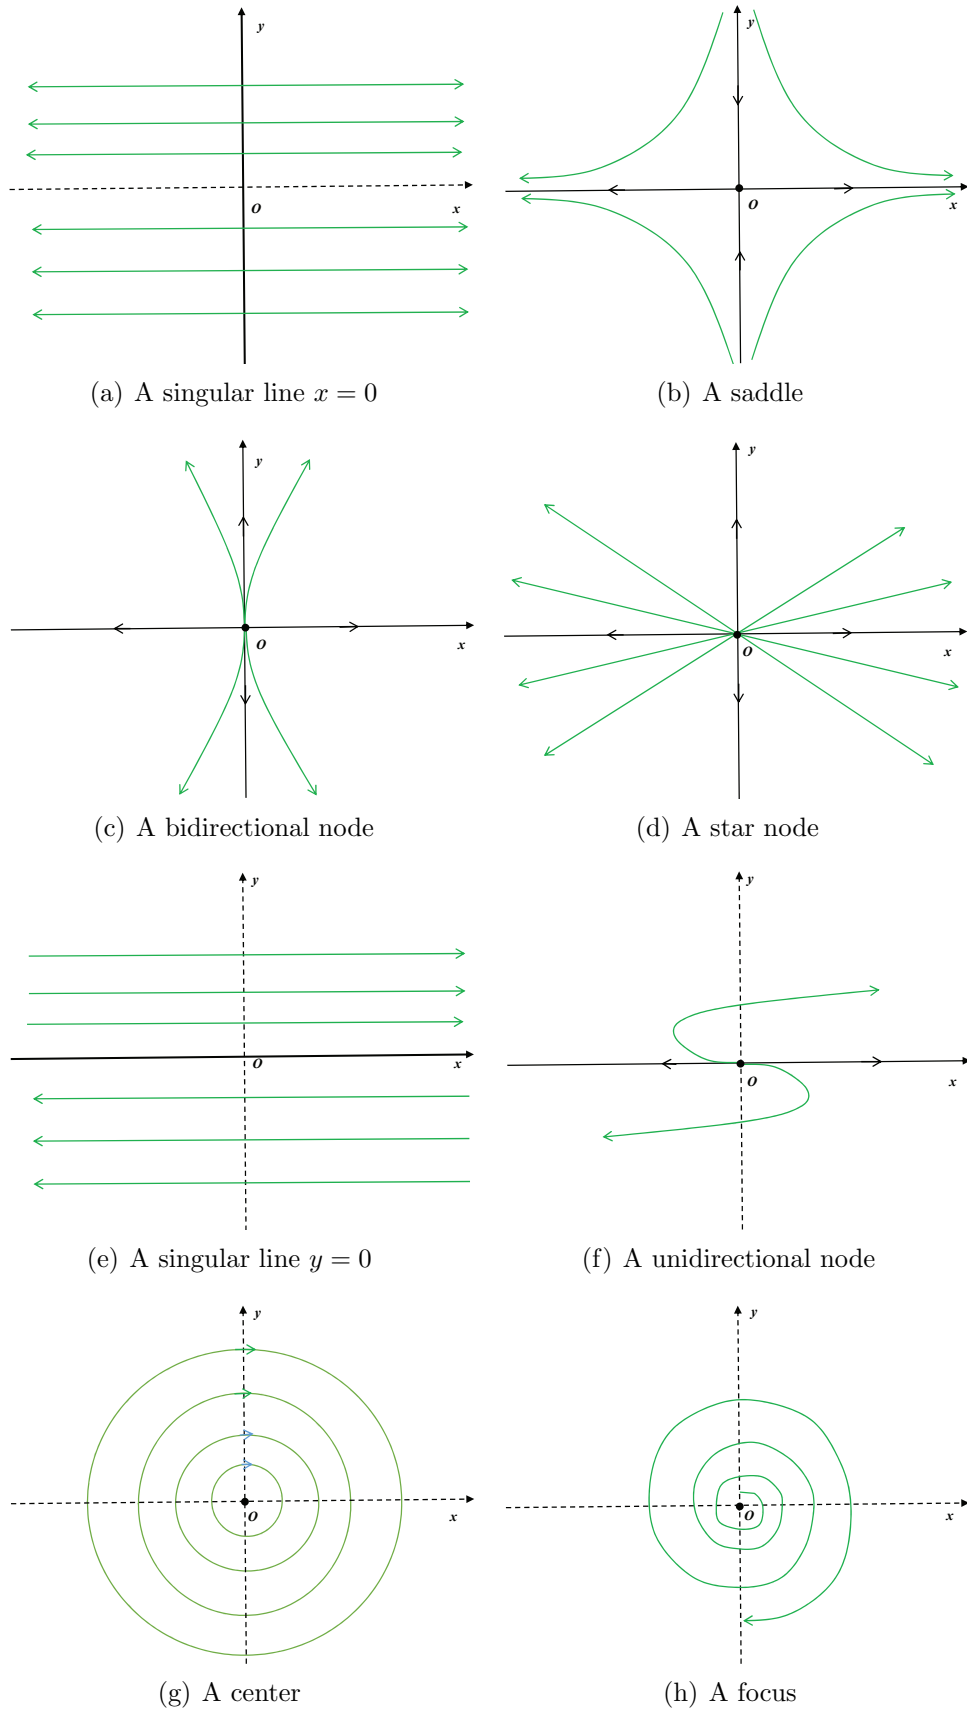 y
y
O
x
O
x
(a) A singular line x = 0
(b) A saddle
y
y
O
x
O
x
(c) A bidirectional node
(d) A star node
y
y
O
x
O
x
(e) A singular line y = 0
(f) A unidirectional node
y
y
O
x
O
x
(g) A center
(h) A focus